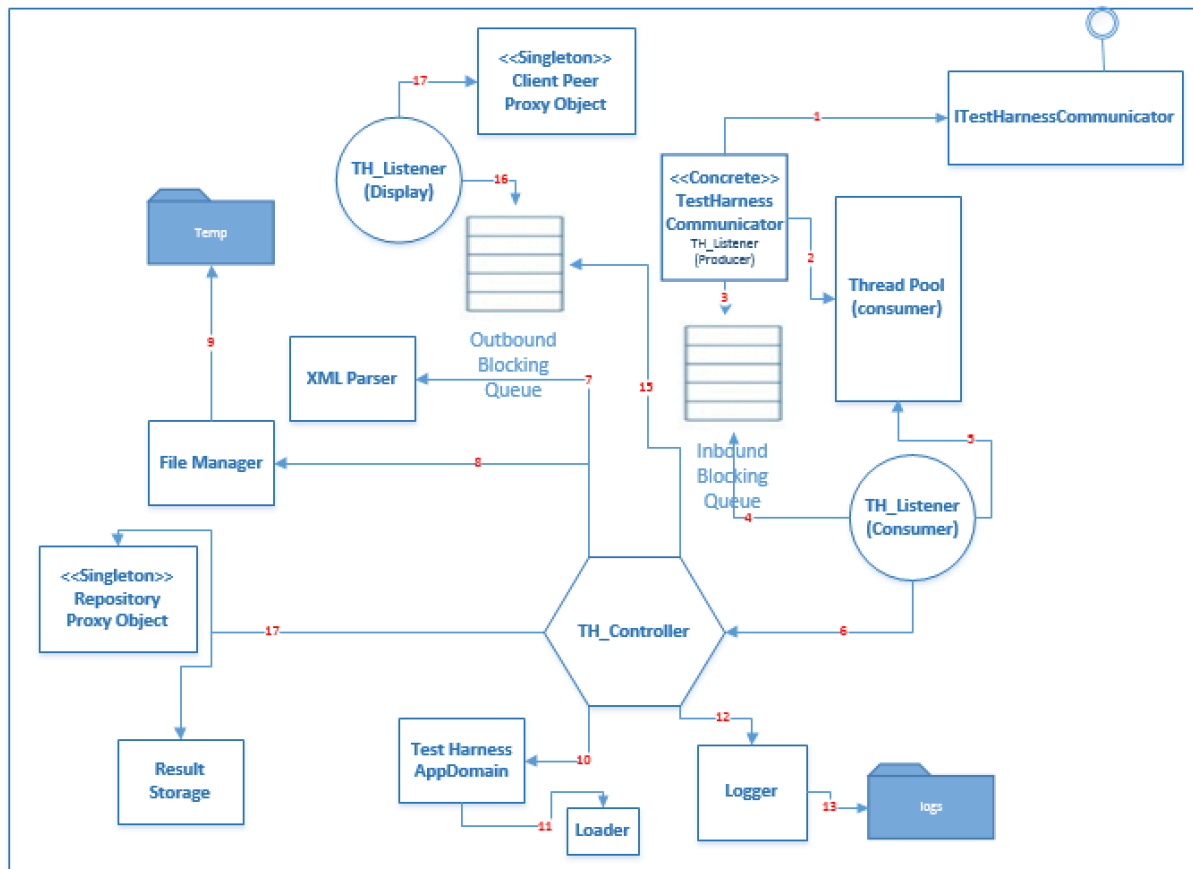 <<Singleton>>
Client Peer
Proxy Object
17
TH_Listener
(Display)
16
1
ITestHarnessCommunicator
<<Concrete>>
TestHarness
Communicator
TH_Listener
(Producer)
2
3
Thread Pool
(consumer)
Temp
9
Outbound
Blocking
Queue
XML Parser
7
15
Inbound
Blocking
Queue
5
File Manager
8
4
TH_Listener
(Consumer)
<<Singleton>>
Repository
Proxy Object
17
TH_Controller
6
Result
Storage
Test Harness
AppDomain
10
11
Loader
12
Logger
13
logs